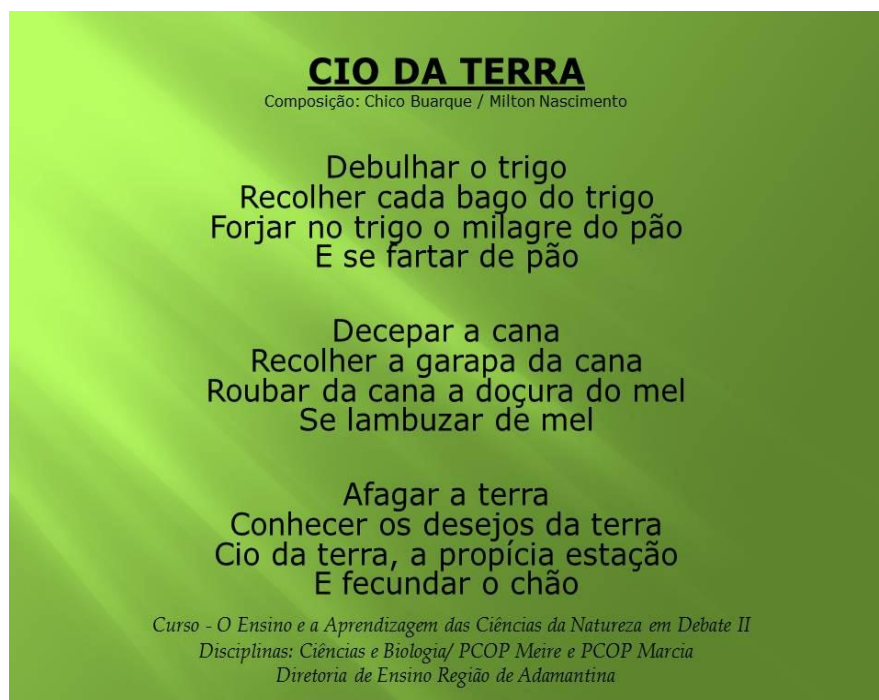 CIO DA TERRA
Composição: Chico Buarque / Milton Nascimento
Debulhar o trigo
Recolher cada bago do trigo
Forjar no trigo o milagre do pão
E se fartar de pão
Decepar a cana
Recolher a garapa da cana
Roubar da cana a doçura do mel
Se lambuzar de mel
Afagar a terra
Conhecer os desejos da terra
Cio da terra, a propícia estação
E fecundar o chão
Curso - O Ensino e a Aprendizagem das Ciências da Natureza em Debate II
Disciplinas: Ciências e Biologia/ PCOP Meire e PCOP Marcia
Diretoria de Ensino Região de Adamantina